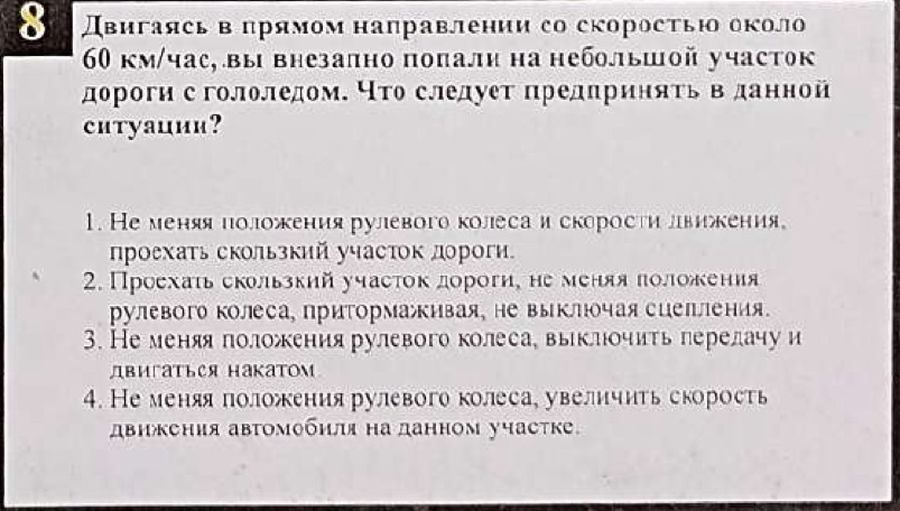 8
Двигаясь в прямом направлении со скоростью около
60 км/час, вы внезапно попали на небольшой участок
дороги с гололедом. Что следует предпринять в данной
ситуации?
1. Не меняя положения рулевого колеса и скорости движения,
проехать скользкий участок дороги.
2. Проехать скользкий участок дороги, не меняя положения
рулевого колеса, притормаживая, не выключая сцепления.
3. Не меняя положения рулевого колеса, выключить передачу и
двигаться накатом
4. Не меняя положения рулевого колеса, увеличить скорость
движения автомобиля на данном участке.